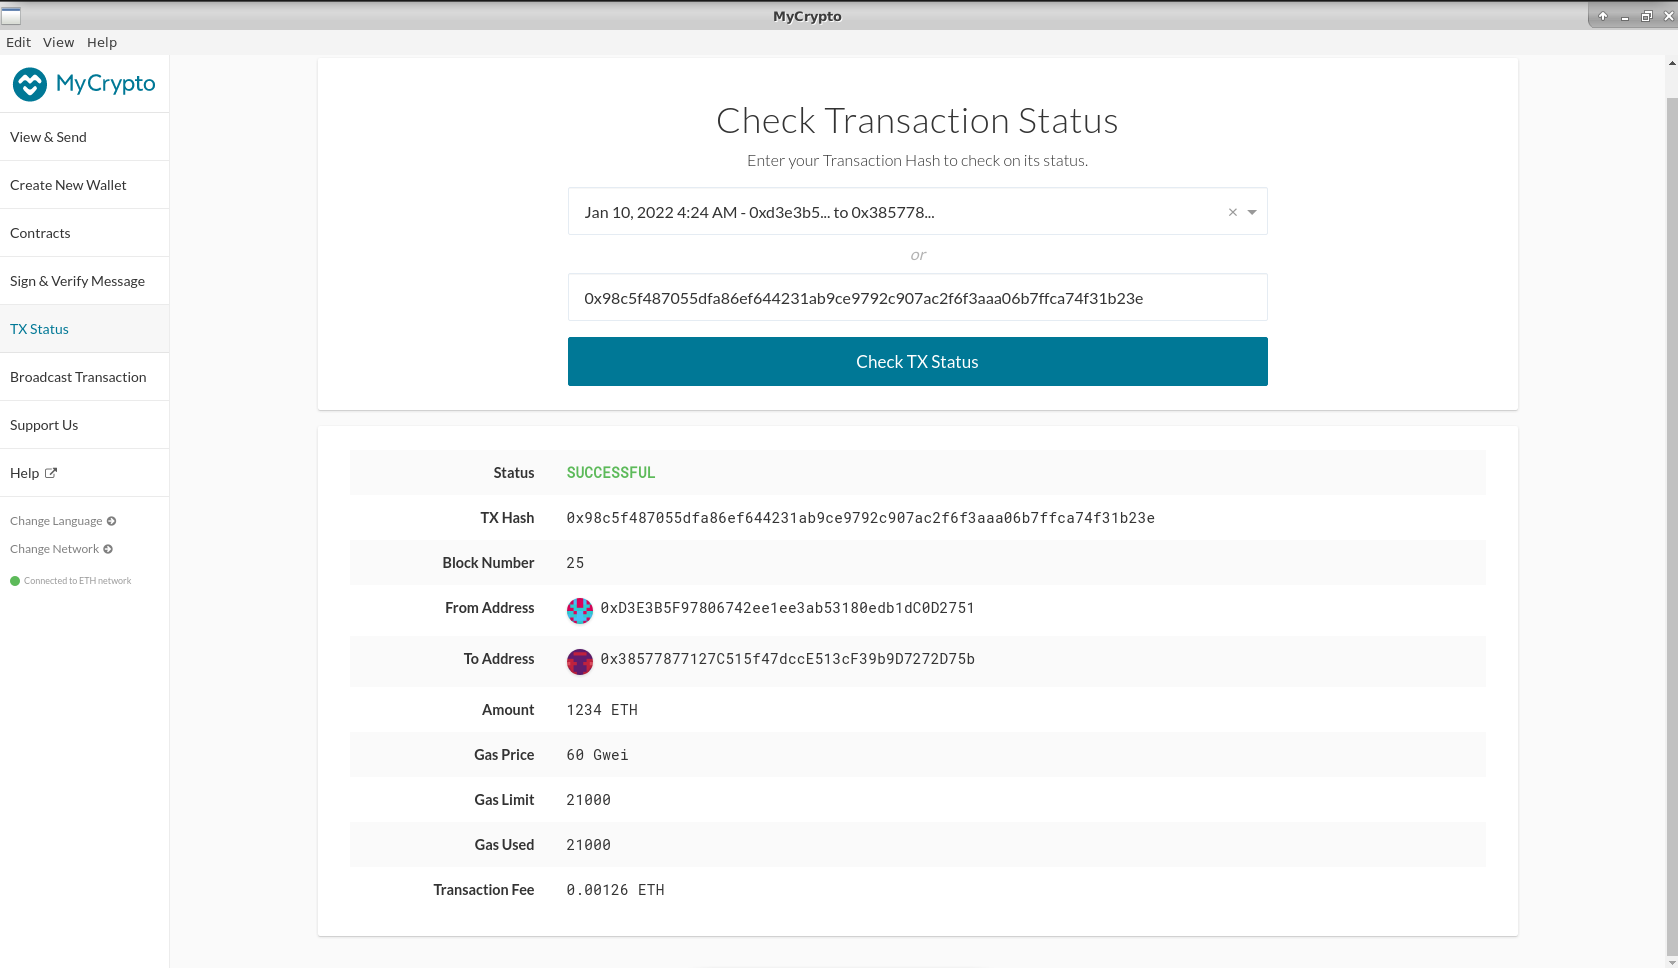 MyCrypto
Edit View Help
MyCrypto
View & Send
Create New Wallet
Contracts
Sign & Verify Message
TX Status
Broadcast Transaction
Support Us
Help
Change Language
Change Network
Connected to ETH network
Check Transaction Status
Enter your Transaction Hash to check on its status.
Jan 10, 2022 4:24 AM - 0xd3e3b5... to 0x385778...
or
0x98c5f487055dfa86ef644231ab9ce9792c907ac2f6f3aaa06b7ffca74f31b23e
Check TX Status
Status SUCCESSFUL
TX Hash 0x98c5f487055dfa86ef644231ab9ce9792c907ac2f6f3aaa06b7ffca74f31b23e
Block Number 25
From Address 0xD3E3B5F97806742ee1ee3ab53180edb1dC0D2751
To Address 0x38577877127C515f47dccE513cF39b9D7272D75b
Amount 1234 ETH
Gas Price 60 Gwei
Gas Limit 21000
Gas Used 21000
Transaction Fee 0.00126 ETH